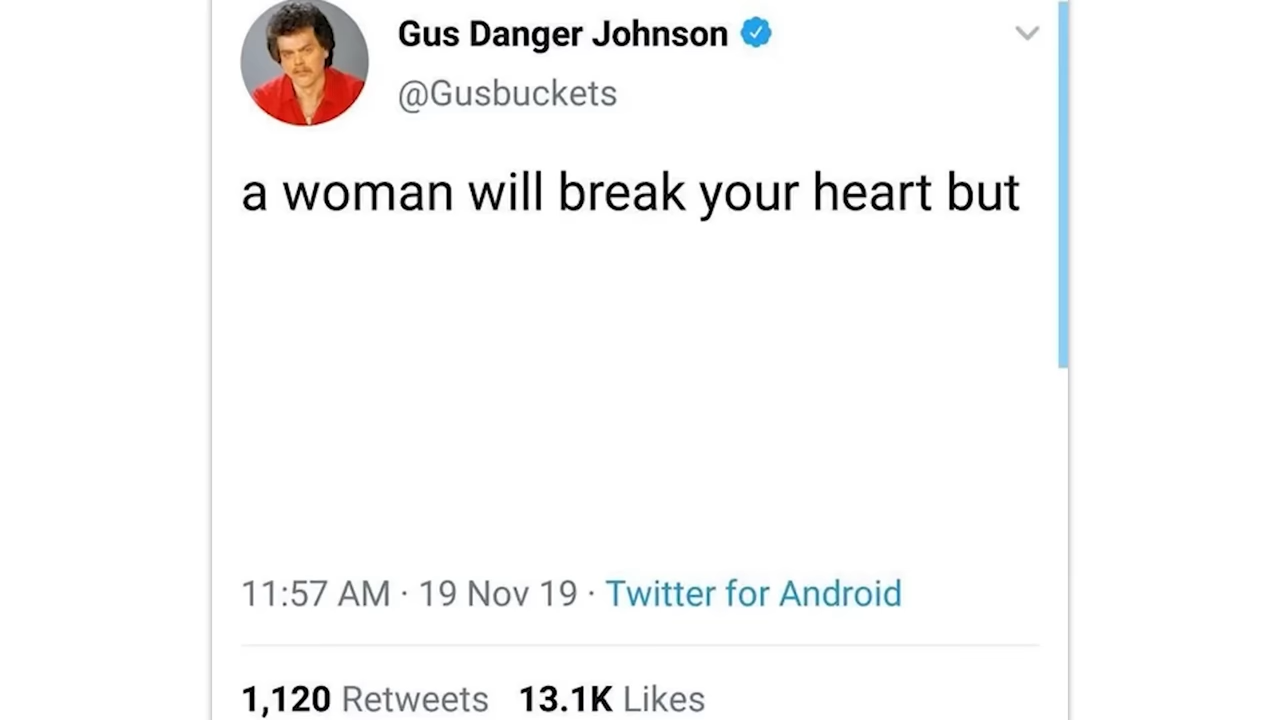 Gus Danger Johnson
@Gusbuckets
a woman will break your heart but
11:57 AM · 19 Nov 19 · Twitter for Android
1,120 Retweets 13.1K Likes